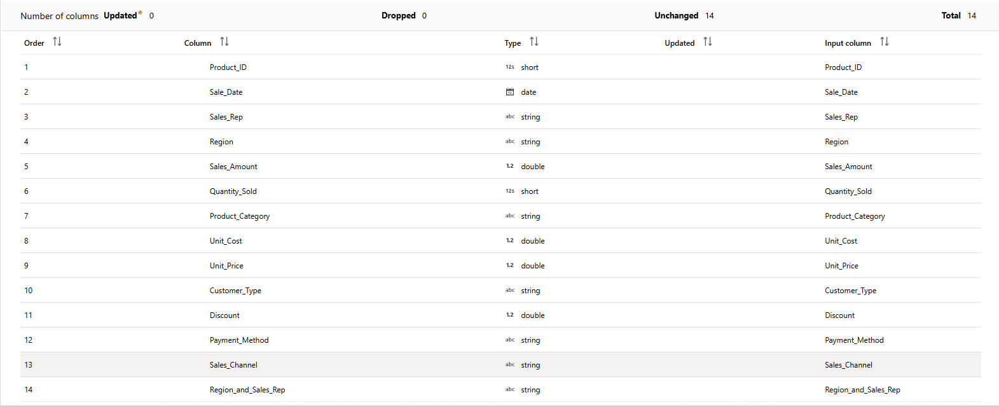 Number of columns Updated* 0 Dropped 0 Unchanged 14 Total 14
Order Column Type Updated Input column
1 Product_ID 12s short Product_ID
2 Sale_Date 12 date Sale_Date
3 Sales_Rep abc string Sales_Rep
4 Region abc string Region
5 Sales_Amount 1.2 double Sales_Amount
6 Quantity_Sold 12s short Quantity_Sold
7 Product_Category abc string Product_Category
8 Unit_Cost 1.2 double Unit_Cost
9 Unit_Price 1.2 double Unit_Price
10 Customer_Type abc string Customer_Type
11 Discount 1.2 double Discount
12 Payment_Method abc string Payment_Method
13 Sales_Channel abc string Sales_Channel
14 Region_and_Sales_Rep abc string Region_and_Sales_Rep